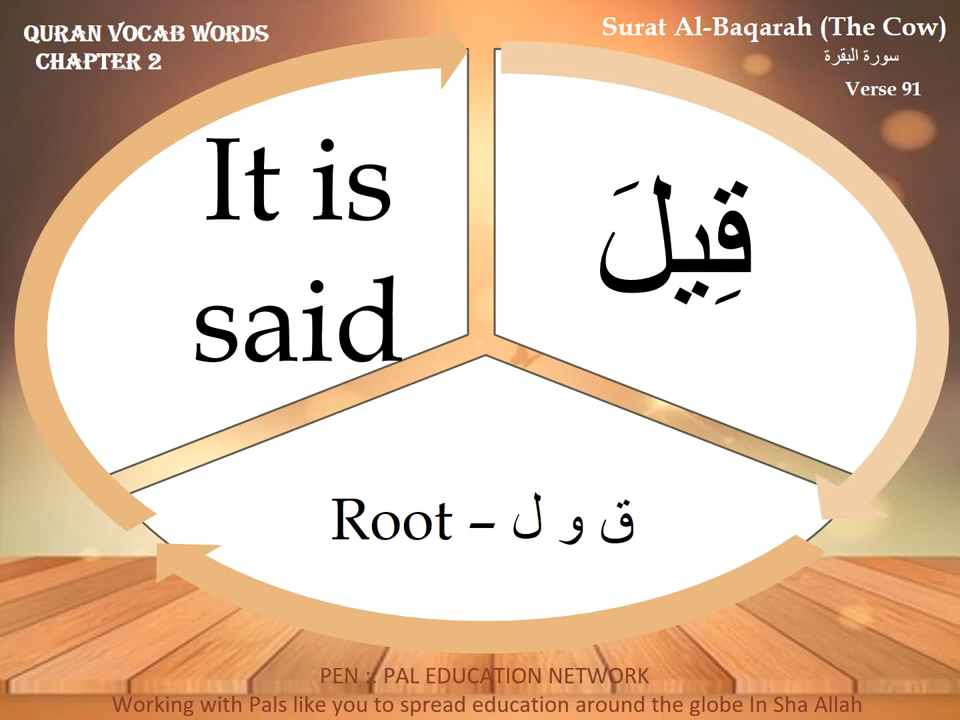 QURAN VOCAB WORDS
CHAPTER 2
Surat Al-Baqarah (The Cow)
سورة البقرة
Verse 91
It is
said
قِيلَ
Root – ق و ل
PEN :: PAL EDUCATION NETWORK
Working with Pals like you to spread education around the globe In Sha Allah